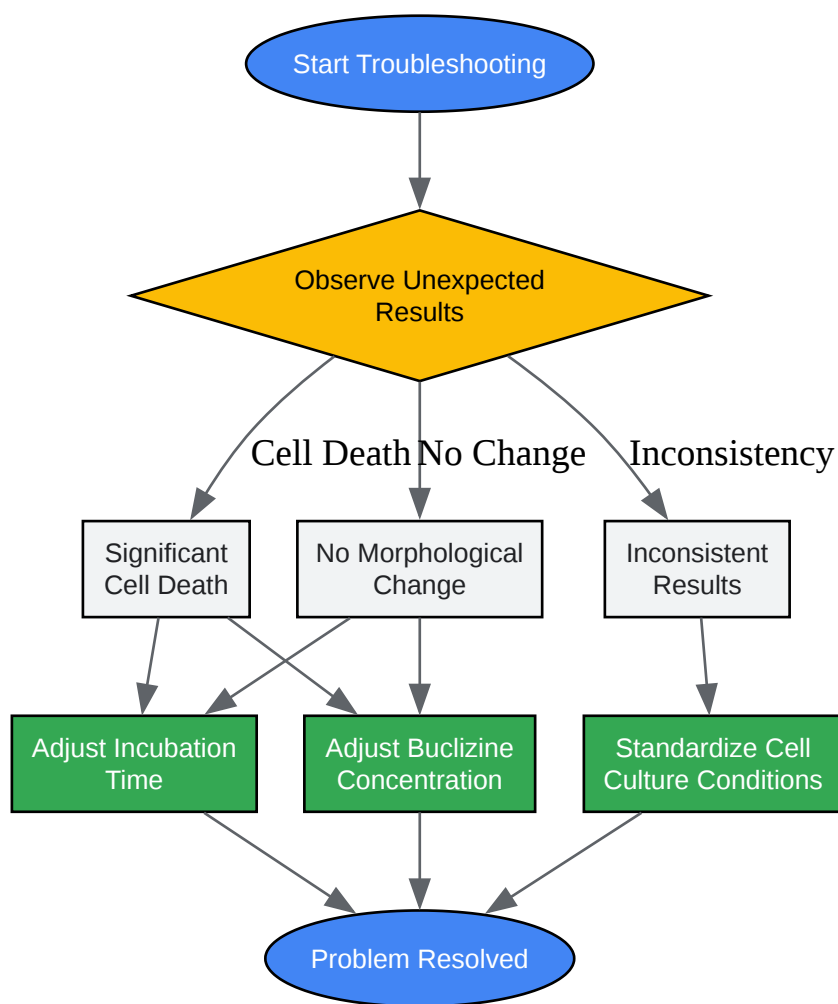 Start Troubleshooting
Observe Unexpected
Results
Cell Death
No Change
Inconsistency
Significant
Cell Death
No Morphological
Change
Inconsistent
Results
Adjust Incubation
Time
Adjust Buclizine
Concentration
Standardize Cell
Culture Conditions
Problem Resolved